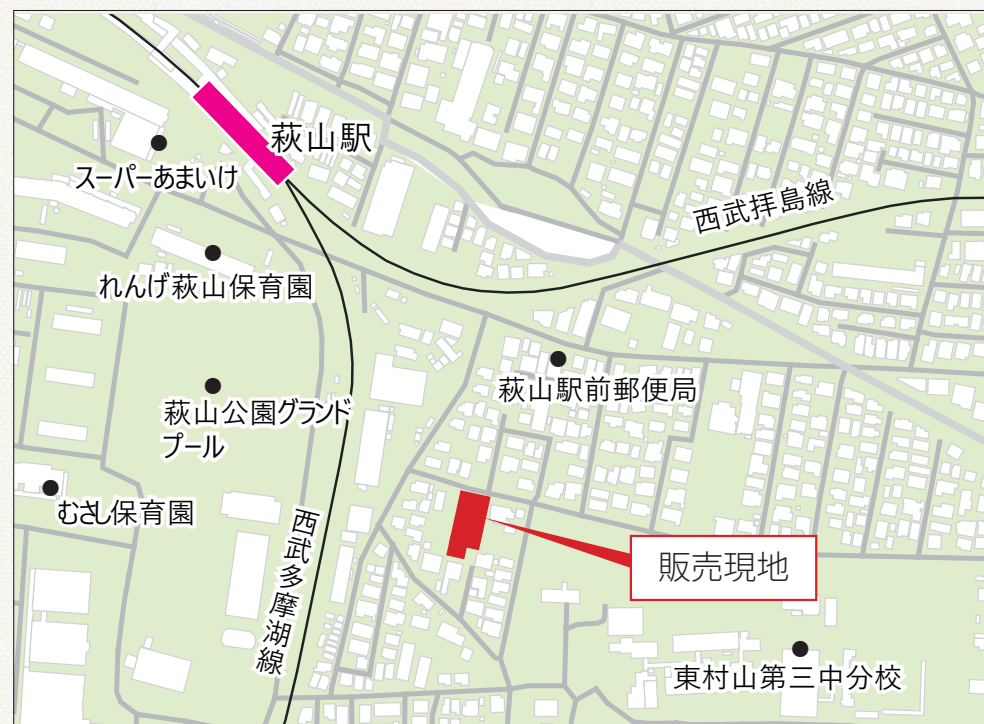 萩山駅
スーパーあまいけ
西武拝島線
れんげ萩山保育園
萩山駅前郵便局
萩山公園グランド
プール
むさし保育園
西武多摩湖線
販売現地
東村山第三中分校